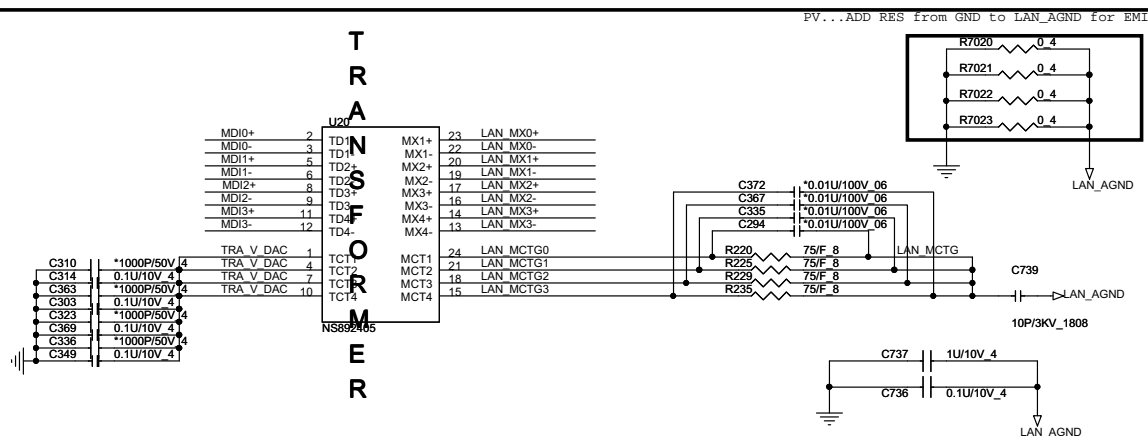 PV...ADD RES from GND to LAN_AGND for EMI
TRANSFORMER
R7020 0_4
R7021 0_4
R7022 0_4
R7023 0_4
LAN_AGND
U20
MDI0+ 2 TD1+ MX1+ 23 LAN_MX0+
MDI0- 3 TD1- MX1- 22 LAN_MX0-
MDI1+ 5 TD2+ MX2+ 20 LAN_MX1+
MDI1- 6 TD2- MX2- 19 LAN_MX1-
MDI2+ 8 TD3+ MX3+ 17 LAN_MX2+
MDI2- 9 TD3- MX3- 16 LAN_MX2-
MDI3+ 11 TD4+ MX4+ 14 LAN_MX3+
MDI3- 12 TD4- MX4- 13 LAN_MX3-
TRA_V_DAC 1 TCT1 MCT1 24 LAN_MCTG0
TRA_V_DAC 4 TCT2 MCT2 21 LAN_MCTG1
TRA_V_DAC 7 TCT3 MCT3 18 LAN_MCTG2
TRA_V_DAC 10 TCT4 MCT4 15 LAN_MCTG3
NS892405
C372 *0.01U/100V_06
C367 *0.01U/100V_06
C335 *0.01U/100V_06
C294 *0.01U/100V_06
R220 75/F_8 LAN_MCTG
R225 75/F_8
R229 75/F_8
R235 75/F_8
C739
LAN_AGND
10P/3KV_1808
C310 *1000P/50V_4
C314 0.1U/10V_4
C363 *1000P/50V_4
C303 0.1U/10V_4
C323 *1000P/50V_4
C369 0.1U/10V_4
C336 *1000P/50V_4
C349 0.1U/10V_4
C737 1U/10V_4
C736 0.1U/10V_4
LAN_AGND